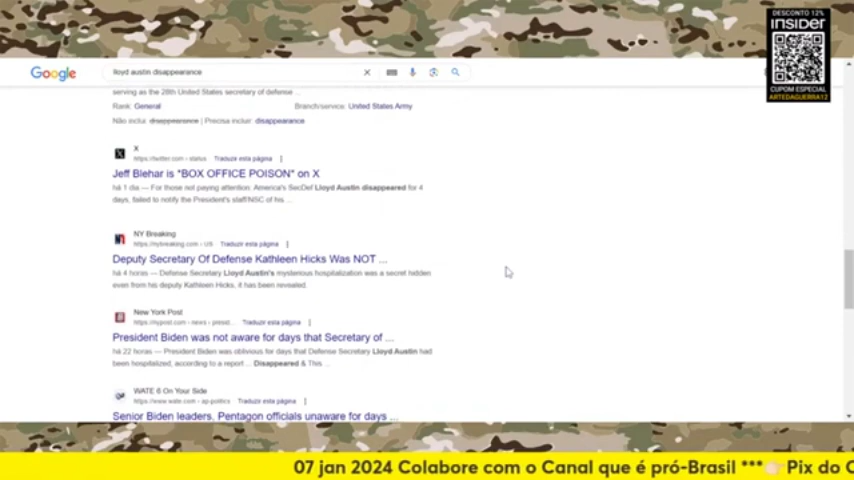 DESCONTO 12%
INSIDER
CUPOM ESPECIAL
ARTEDAGUERRA12
Google
lloyd austin disappearance
serving as the 28th United States secretary of defense ...
Rank: General
Branch/service: United States Army
Não inclui: disappearance | Precisa incluir: disappearance
X
https://twitter.com › status
Traduzir esta página
Jeff Blehar is "BOX OFFICE POISON" on X
há 1 dia — For those not paying attention: America's SecDef Lloyd Austin disappeared for 4
days, failed to notify the President's staff/NSC of his ...
NY Breaking
https://nybreaking.com › US
Traduzir esta página
Deputy Secretary Of Defense Kathleen Hicks Was NOT ...
há 4 horas — Defense Secretary Lloyd Austin's mysterious hospitalization was a secret hidden
even from his deputy Kathleen Hicks, it has been revealed.
New York Post
https://nypost.com › news › presid...
Traduzir esta página
President Biden was not aware for days that Secretary of ...
há 22 horas — President Biden was oblivious for days that Defense Secretary Lloyd Austin had
been hospitalized, according to a report ... Disappeared & This ...
WATE 6 On Your Side
https://www.wate.com › ap-politics
Traduzir esta página
Senior Biden leaders, Pentagon officials unaware for days ...
07 jan 2024 Colabore com o Canal que é pró-Brasil ***👉🏻Pix do C